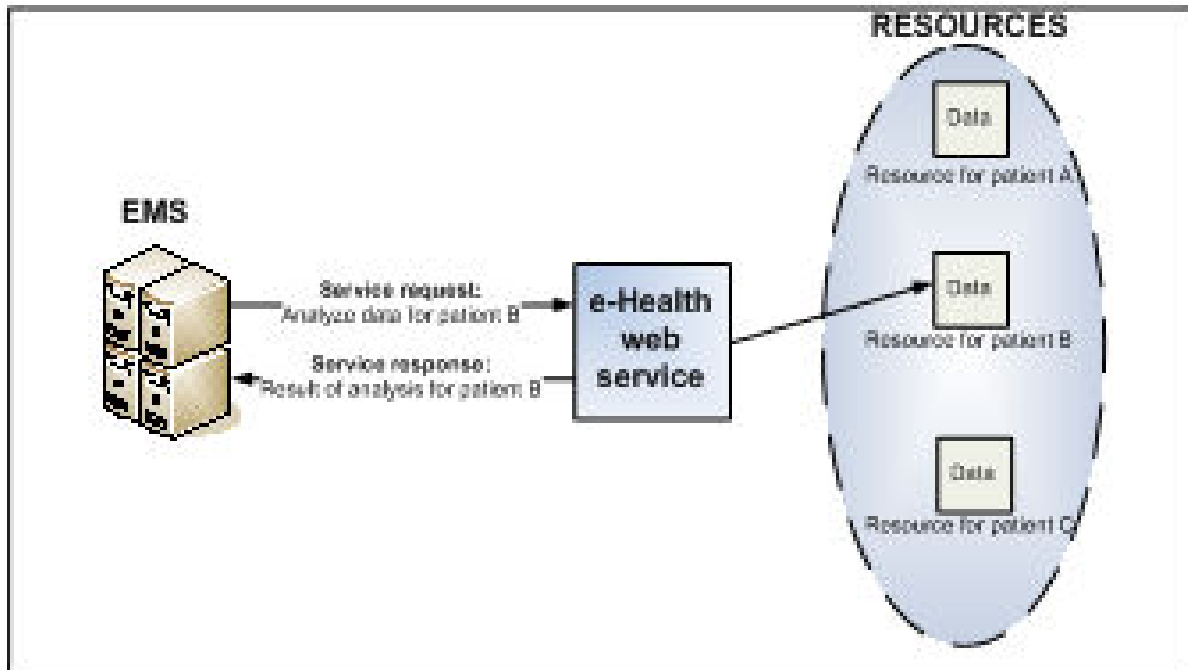 RESOURCES
Data
Resource for patient A
EMS
Service request:
Analyze data for patient B
e-Health
web
service
Data
Resource for patient B
Service response:
Result of analysis for patient B
Data
Resource for patient C